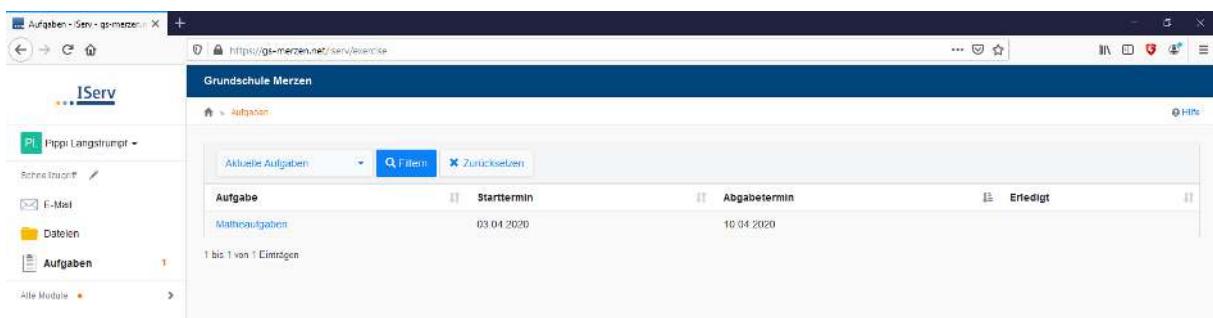 Aufgaben - IServ - gs-merzen.n
https://gs-merzen.net/iserv/exercise
IServ
Grundschule Merzen
Aufgaben
Hilfe
PL Pippi Langstrumpf
Schnellzugriff
E-Mail
Dateien
Aufgaben 1
Alle Module
Aktuelle Aufgaben Filtern Zurücksetzen
Aufgabe Starttermin Abgabetermin Erledigt
Matheaufgaben 03.04.2020 10.04.2020
1 bis 1 von 1 Einträgen